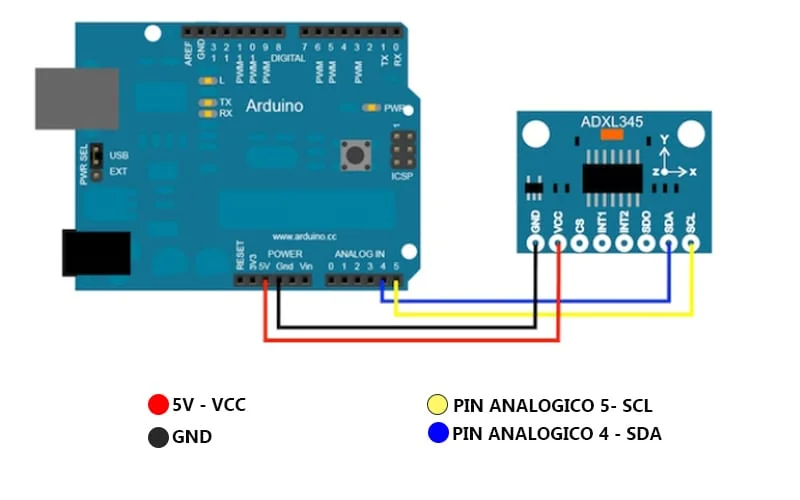 AREF
GND
13
12
PWM 11
PWM 10
PWM 9
8
DIGITAL
7
PWM 6
PWM 5
4
PWM 3
2
TX 1
RX 0
L
TX
RX
Arduino
PWR
1
ICSP
PWR SEL
USB
EXT
www.arduino.cc
POWER
ANALOG IN
RESET
3V3
5V
Gnd
Vin
0 1 2 3 4 5
ADXL345
Y
Z X
GND
VCC
CS
INT1
INT2
SDO
SDA
SCL
5V - VCC
GND
PIN ANALOGICO 5- SCL
PIN ANALOGICO 4 - SDA